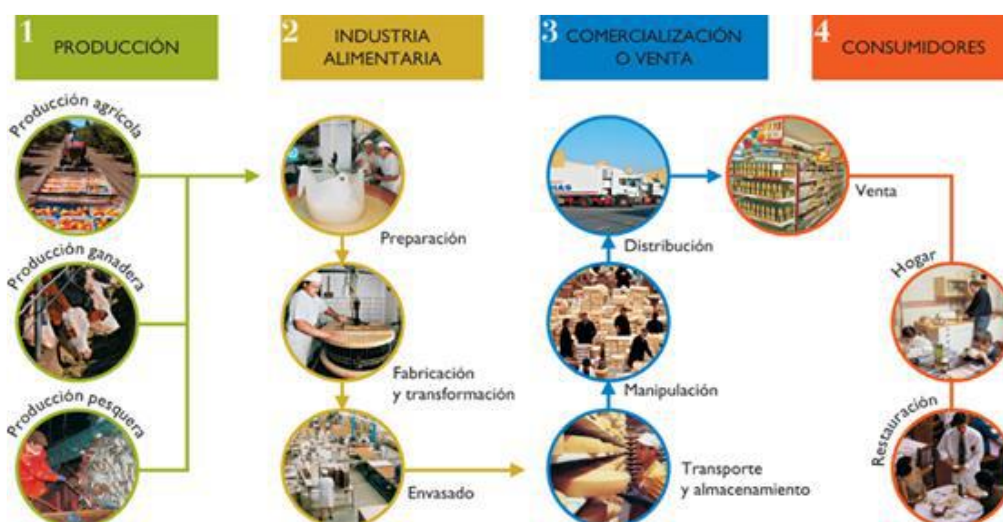 1
PRODUCCIÓN
2
INDUSTRIA
ALIMENTARIA
3
COMERCIALIZACIÓN
O VENTA
4
CONSUMIDORES
Producción agrícola
Producción ganadera
Producción pesquera
Preparación
Fabricación
y transformación
Envasado
Transporte
y almacenamiento
Manipulación
Distribución
Venta
Hogar
Restauración